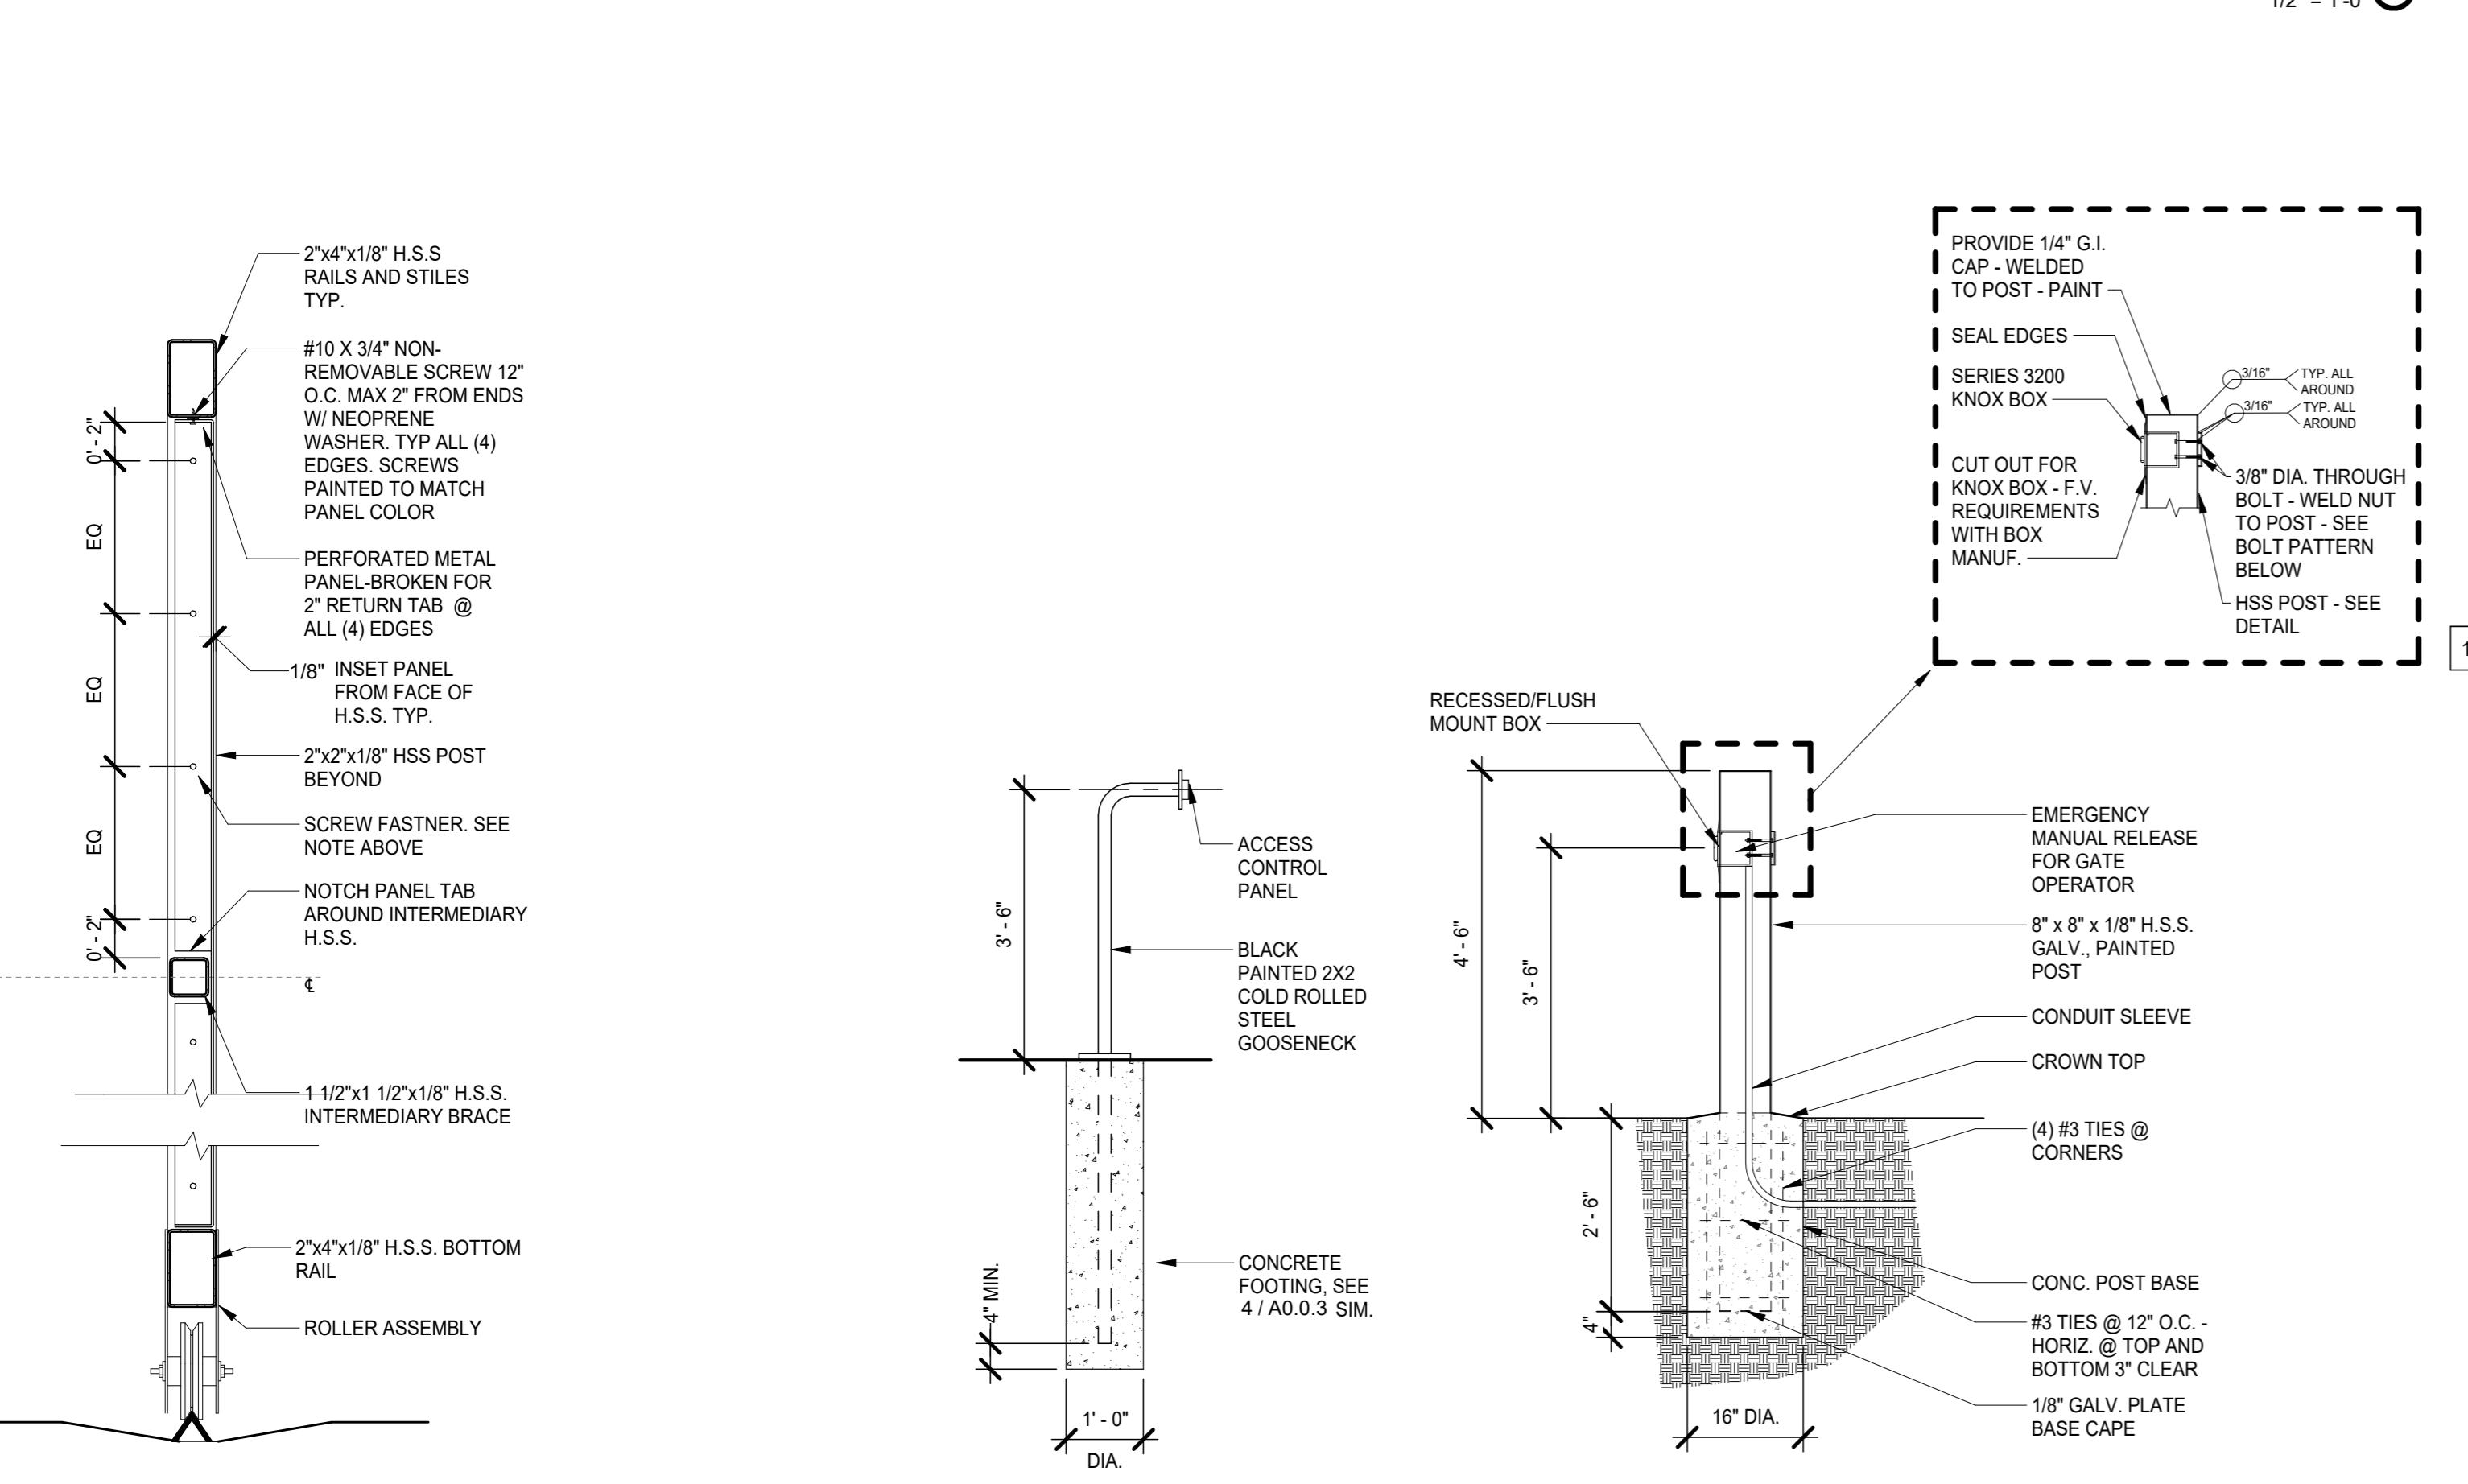 1/2" = 1'-0"
2"x4"x1/8" H.S.S
RAILS AND STILES
TYP.
#10 X 3/4" NON-
REMOVABLE SCREW 12"
O.C. MAX 2" FROM ENDS
W/ NEOPRENE
WASHER. TYP ALL (4)
EDGES. SCREWS
PAINTED TO MATCH
PANEL COLOR
PERFORATED METAL
PANEL-BROKEN FOR
2" RETURN TAB @
ALL (4) EDGES
1/8" INSET PANEL
FROM FACE OF
H.S.S. TYP.
2"x2"x1/8" HSS POST
BEYOND
SCREW FASTNER. SEE
NOTE ABOVE
NOTCH PANEL TAB
AROUND INTERMEDIARY
H.S.S.
℄
1 1/2"x1 1/2"x1/8" H.S.S.
INTERMEDIARY BRACE
2"x4"x1/8" H.S.S. BOTTOM
RAIL
ROLLER ASSEMBLY
0' - 2"
EQ
EQ
EQ
0' - 2"
3' - 6"
4" MIN.
1' - 0"
DIA.
ACCESS
CONTROL
PANEL
BLACK
PAINTED 2X2
COLD ROLLED
STEEL
GOOSENECK
CONCRETE
FOOTING, SEE
4 / A0.0.3 SIM.
RECESSED/FLUSH
MOUNT BOX
4' - 6"
3' - 6"
2' - 6"
4"
16" DIA.
EMERGENCY
MANUAL RELEASE
FOR GATE
OPERATOR
8" x 8" x 1/8" H.S.S.
GALV., PAINTED
POST
CONDUIT SLEEVE
CROWN TOP
(4) #3 TIES @
CORNERS
CONC. POST BASE
#3 TIES @ 12" O.C. -
HORIZ. @ TOP AND
BOTTOM 3" CLEAR
1/8" GALV. PLATE
BASE CAPE
PROVIDE 1/4" G.I.
CAP - WELDED
TO POST - PAINT
SEAL EDGES
SERIES 3200
KNOX BOX
CUT OUT FOR
KNOX BOX - F.V.
REQUIREMENTS
WITH BOX
MANUF.
3/16" TYP. ALL
AROUND
3/16" TYP. ALL
AROUND
3/8" DIA. THROUGH
BOLT - WELD NUT
TO POST - SEE
BOLT PATTERN
BELOW
HSS POST - SEE
DETAIL
1